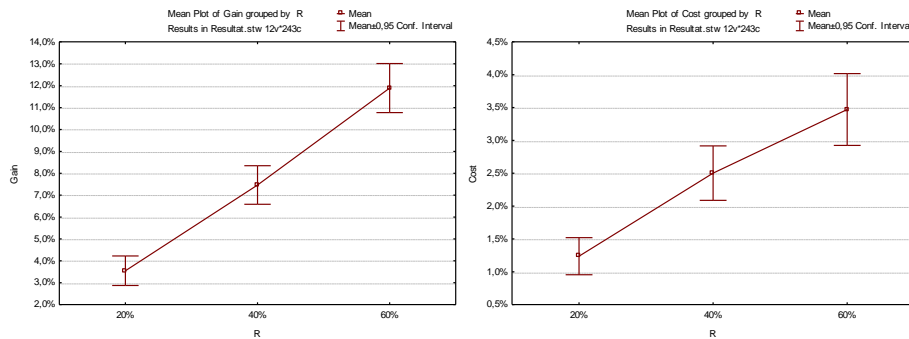 Mean Plot of Gain grouped by R
Results in Resultat.stw 12v*243c
Mean
Mean±0,95 Conf. Interval
14,0%
13,0%
12,0%
11,0%
10,0%
9,0%
8,0%
7,0%
6,0%
5,0%
4,0%
3,0%
2,0%
Gain
20%
40%
60%
R
Mean Plot of Cost grouped by R
Results in Resultat.stw 12v*243c
Mean
Mean±0,95 Conf. Interval
4,5%
4,0%
3,5%
3,0%
2,5%
2,0%
1,5%
1,0%
0,5%
Cost
20%
40%
60%
R